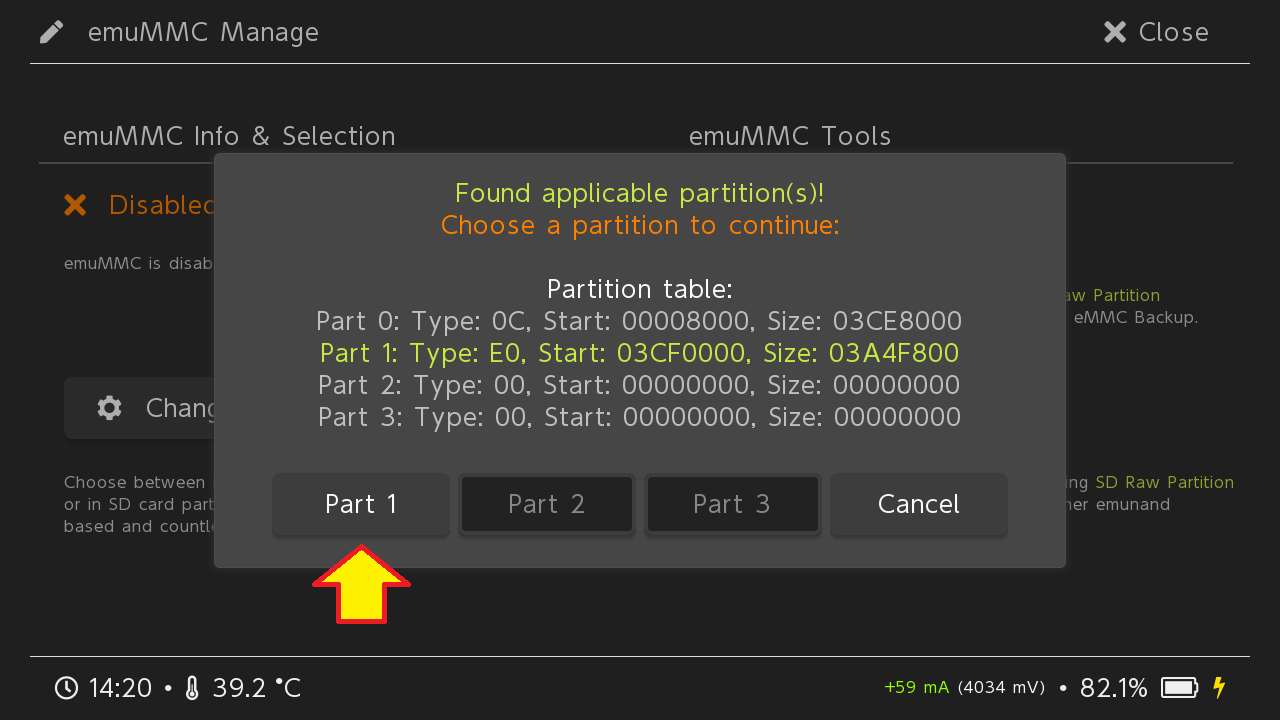 emuMMC Manage
Close
emuMMC Info & Selection
emuMMC Tools
Found applicable partition(s)!
Choose a partition to continue:
Disabled
emuMMC is disab
Partition table:
Part 0: Type: 0C, Start: 00008000, Size: 03CE8000
Part 1: Type: E0, Start: 03CF0000, Size: 03A4F800
Part 2: Type: 00, Start: 00000000, Size: 00000000
Part 3: Type: 00, Start: 00000000, Size: 00000000
aw Partition
eMMC Backup.
Chang
Choose between
or in SD card part
based and countle
ing SD Raw Partition
her emunand
Part 1
Part 2
Part 3
Cancel
14:20 • 39.2 °C
+59 mA (4034 mV) • 82.1%